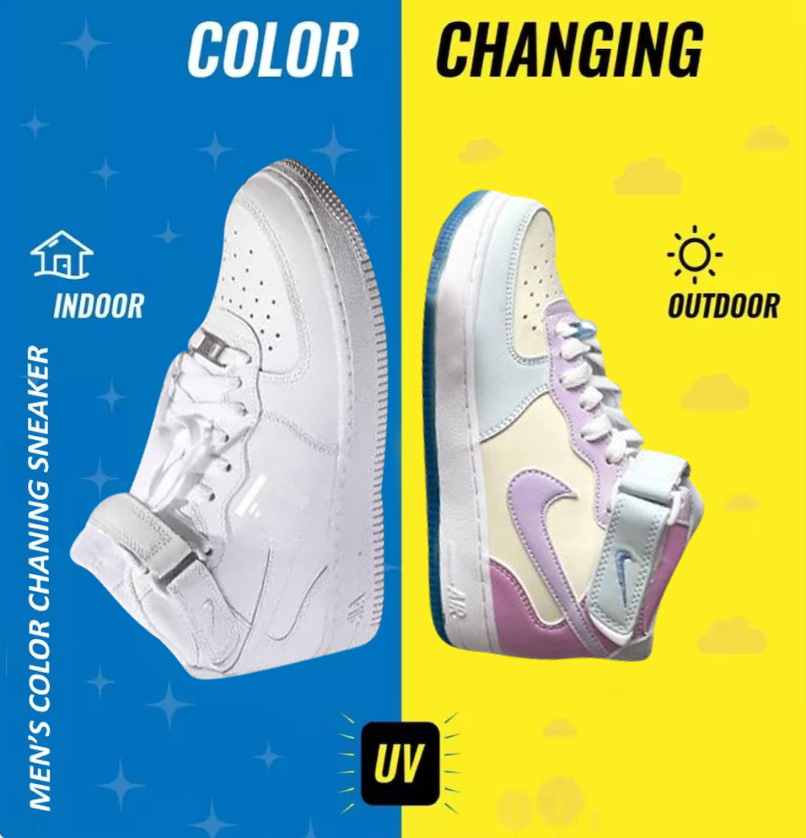 COLOR CHANGING
INDOOR
OUTDOOR
MEN'S COLOR CHANING SNEAKER
AIR
UV